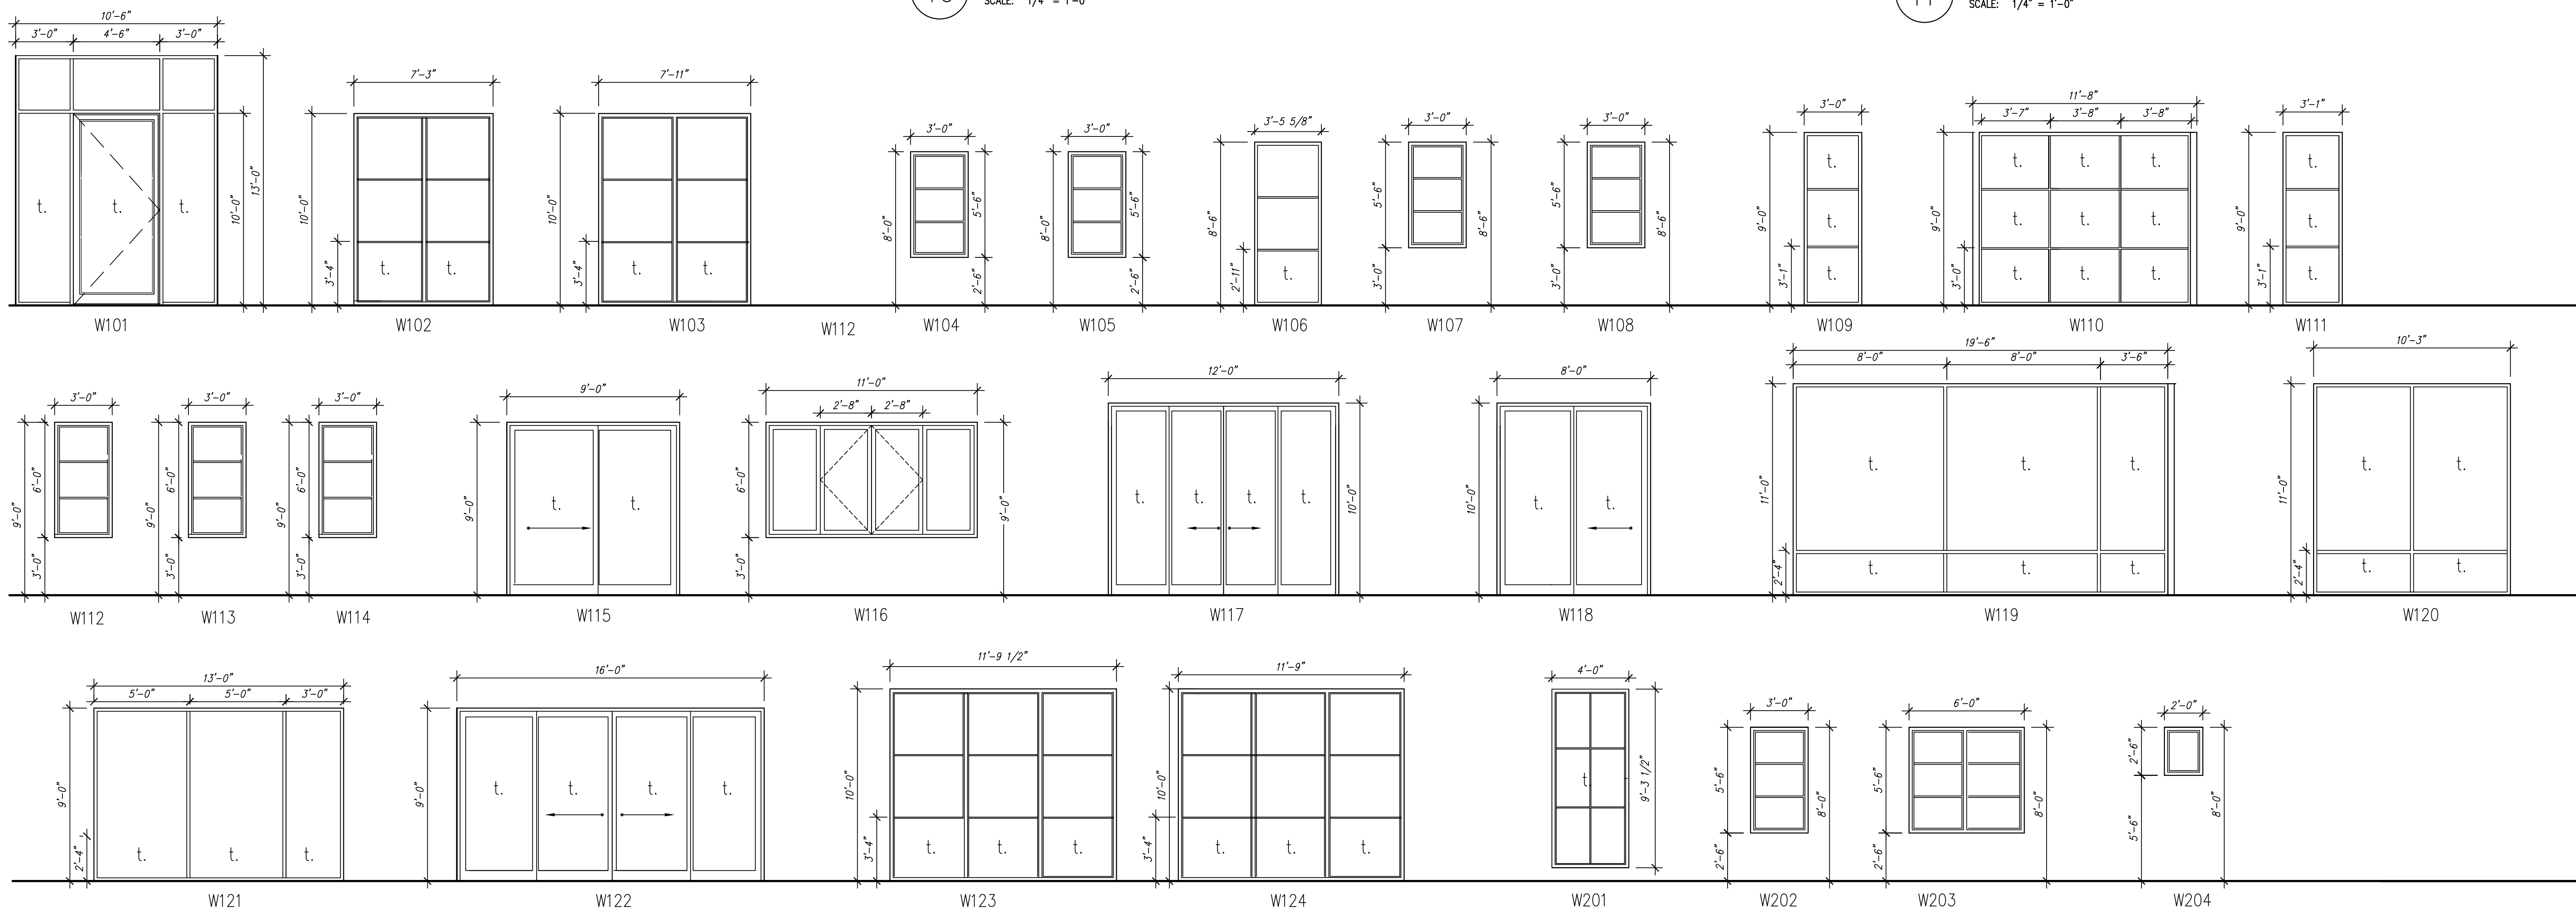 SCALE: 1/4" = 1'-0"
SCALE: 1/4" = 1'-0"
10'-6"
3'-0" 4'-6" 3'-0"
t. t. t.
10'-0"
13'-0"
W101
7'-3"
10'-0"
3'-4"
t. t.
W102
7'-11"
10'-0"
3'-4"
t. t.
W103
W112
3'-0"
8'-0"
5'-6"
2'-6"
W104
3'-0"
8'-0"
5'-6"
2'-6"
W105
3'-5 5/8"
8'-6"
2'-11"
t.
W106
3'-0"
5'-6"
3'-0"
8'-6"
W107
3'-0"
5'-6"
3'-0"
8'-6"
W108
3'-0"
9'-0"
3'-1"
t.
t.
t.
W109
11'-8"
3'-7" 3'-8" 3'-8"
9'-0"
3'-0"
t. t. t.
t. t. t.
t. t. t.
W110
3'-1"
9'-0"
3'-1"
t.
t.
t.
W111
3'-0"
9'-0"
6'-0"
3'-0"
W112
3'-0"
9'-0"
6'-0"
3'-0"
W113
3'-0"
9'-0"
6'-0"
3'-0"
W114
9'-0"
9'-0"
t. t.
W115
11'-0"
2'-8" 2'-8"
6'-0"
3'-0"
9'-0"
W116
12'-0"
t. t. t. t.
10'-0"
W117
8'-0"
10'-0"
t. t.
W118
19'-6"
8'-0" 8'-0" 3'-6"
11'-0"
2'-4"
t. t. t.
t. t. t.
W119
10'-3"
11'-0"
2'-4"
t. t.
t. t.
W120
13'-0"
5'-0" 5'-0" 3'-0"
9'-0"
2'-4"
t. t. t.
W121
16'-0"
9'-0"
t. t. t. t.
W122
11'-9 1/2"
10'-0"
3'-4"
t. t. t.
W123
11'-9"
10'-0"
3'-4"
t. t. t.
W124
4'-0"
t.
9'-3 1/2"
W201
3'-0"
5'-6"
2'-6"
8'-0"
W202
6'-0"
5'-6"
2'-6"
8'-0"
W203
2'-0"
2'-6"
5'-6"
8'-0"
W204